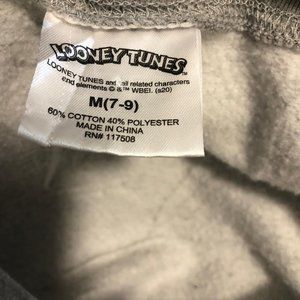 LOONEY TUNES
LOONEY TUNES and all related characters
and elements © & ™ WBEI. (s20)
M(7-9)
60% COTTON 40% POLYESTER
MADE IN CHINA
RN# 117508